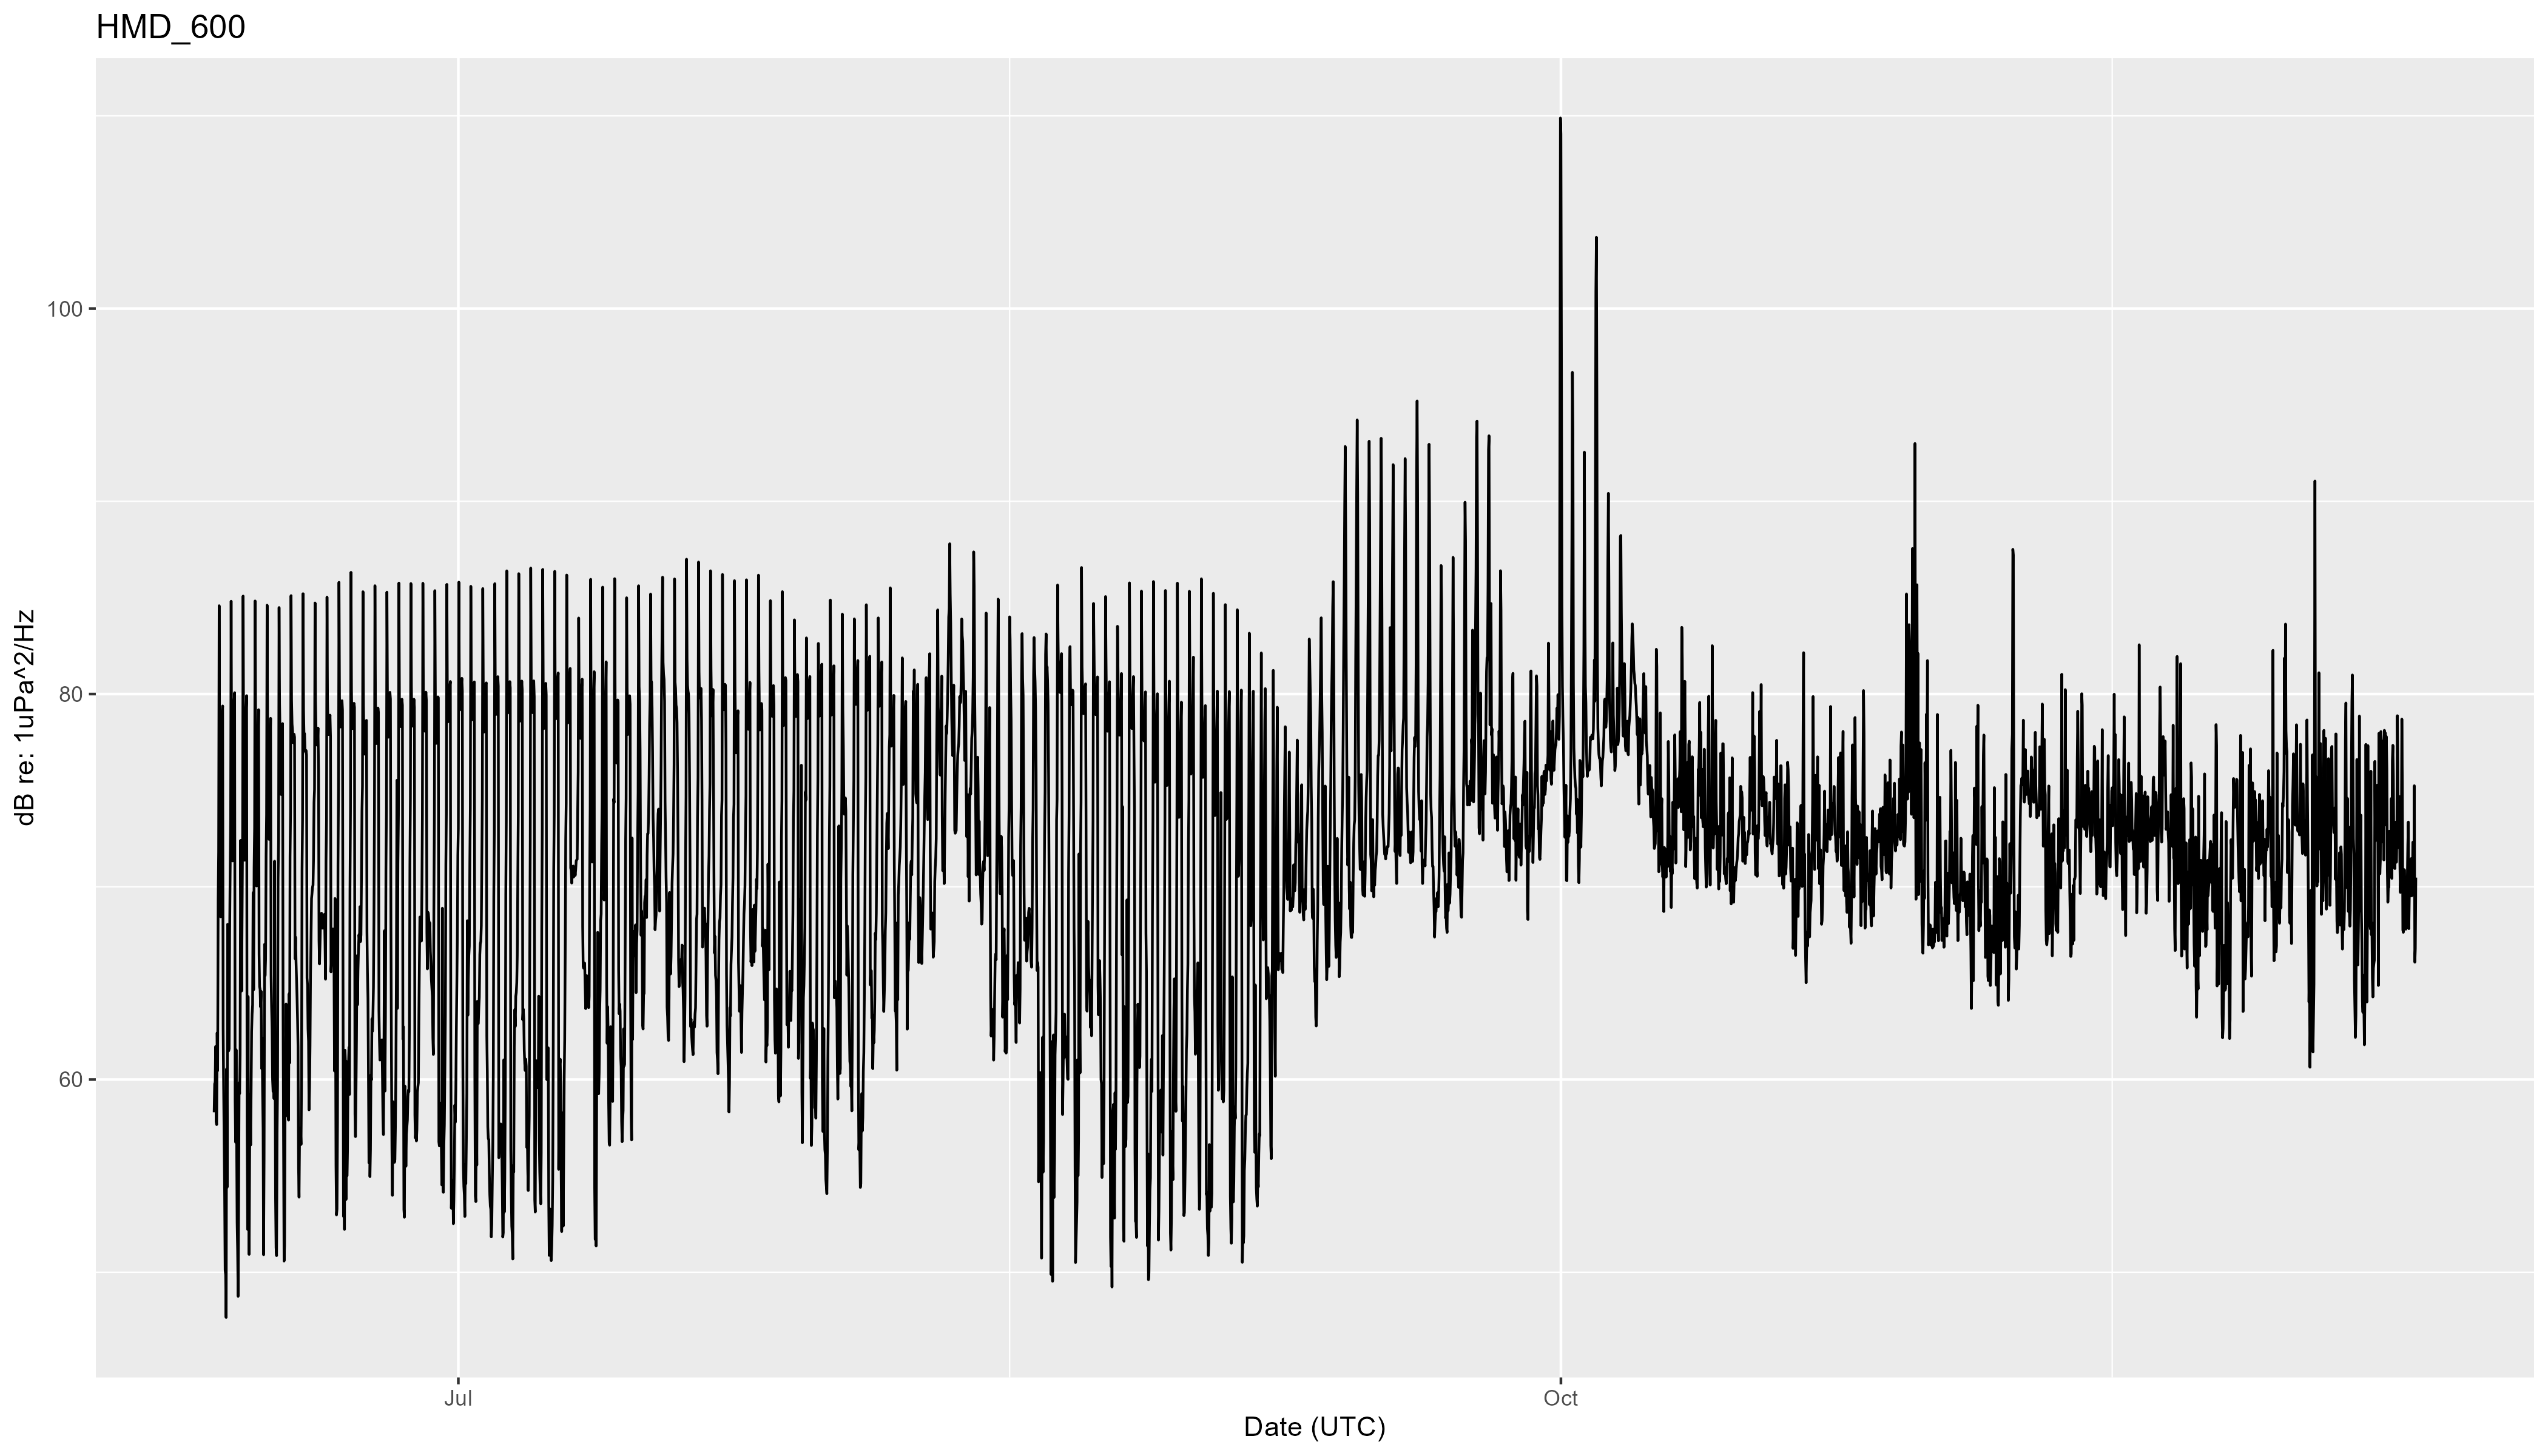 HMD_600
dB re: 1uPa^2/Hz
100
80
60
Jul
Oct
Date (UTC)